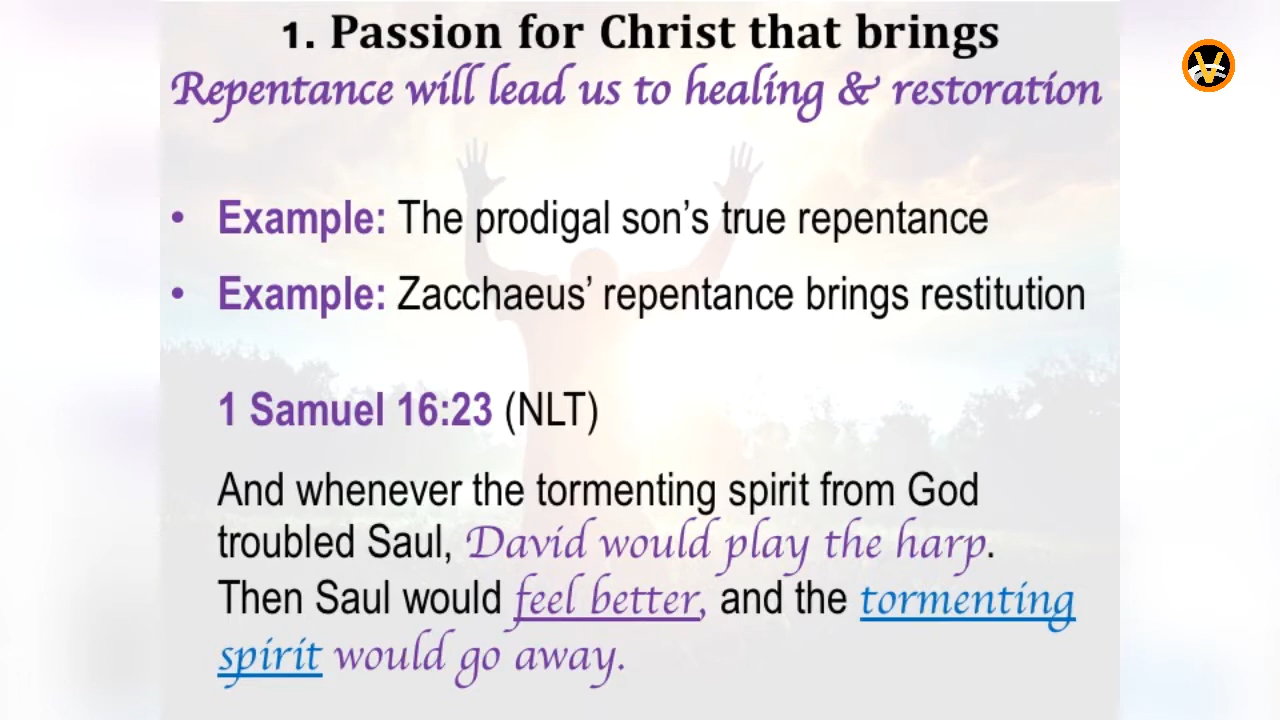 1. Passion for Christ that brings
Repentance will lead us to healing & restoration
• Example: The prodigal son’s true repentance
• Example: Zacchaeus’ repentance brings restitution
1 Samuel 16:23 (NLT)
And whenever the tormenting spirit from God
troubled Saul, David would play the harp.
Then Saul would feel better, and the tormenting
spirit would go away.
V